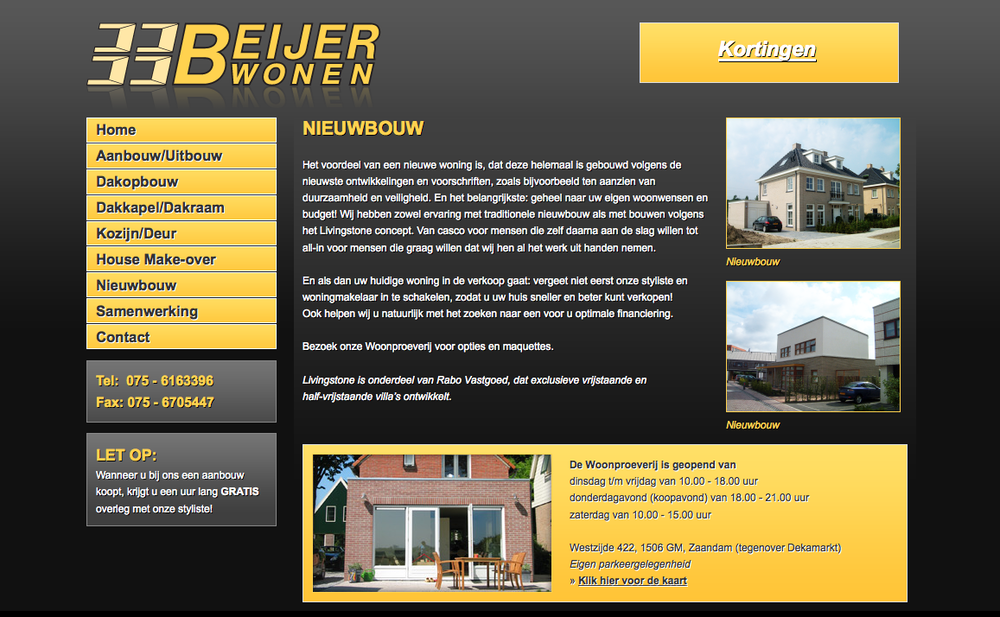 BEIJER
WONEN
Kortingen
Home
Aanbouw/Uitbouw
Dakopbouw
Dakkapel/Dakraam
Kozijn/Deur
House Make-over
Nieuwbouw
Samenwerking
Contact
Tel: 075 - 6163396
Fax: 075 - 6705447
LET OP:
Wanneer u bij ons een aanbouw
koopt, krijgt u een uur lang GRATIS
overleg met onze styliste!
NIEUWBOUW
Het voordeel van een nieuwe woning is, dat deze helemaal is gebouwd volgens de
nieuwste ontwikkelingen en voorschriften, zoals bijvoorbeeld ten aanzien van
duurzaamheid en veiligheid. En het belangrijkste: geheel naar uw eigen woonwensen en
budget! Wij hebben zowel ervaring met traditionele nieuwbouw als met bouwen volgens
het Livingstone concept. Van casco voor mensen die zelf daarna aan de slag willen tot
all-in voor mensen die graag willen dat wij hen al het werk uit handen nemen.
En als dan uw huidige woning in de verkoop gaat: vergeet niet eerst onze styliste en
woningmakelaar in te schakelen, zodat u uw huis sneller en beter kunt verkopen!
Ook helpen wij u natuurlijk met het zoeken naar een voor u optimale financiering.
Bezoek onze Woonproeverij voor opties en maquettes.
Livingstone is onderdeel van Rabo Vastgoed, dat exclusieve vrijstaande en
half-vrijstaande villa's ontwikkelt.
Nieuwbouw
Nieuwbouw
De Woonproeverij is geopend van
dinsdag t/m vrijdag van 10.00 - 18.00 uur
donderdagavond (koopavond) van 18.00 - 21.00 uur
zaterdag van 10.00 - 15.00 uur
Westzijde 422, 1506 GM, Zaandam (tegenover Dekamarkt)
Eigen parkeergelegenheid
» Klik hier voor de kaart